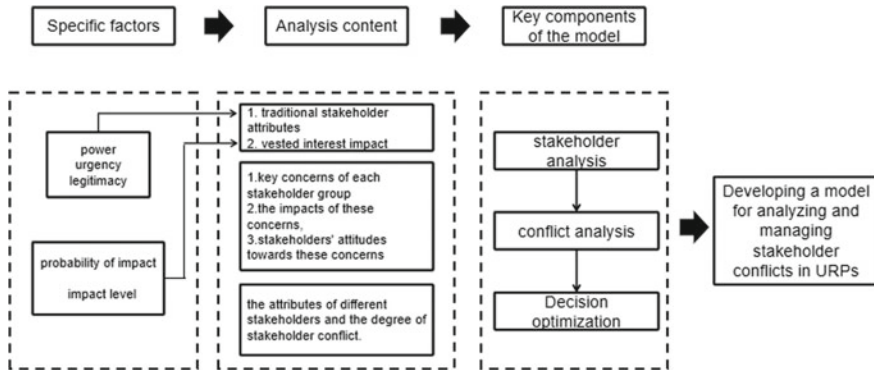 Specific factors
Analysis content
Key components
of the model
power
urgency
legitimacy
probability of impact
impact level
1. traditional stakeholder
attributes
2. vested interest impact
1.key concerns of each
stakeholder group
2.the impacts of these
concerns,
3.stakeholders' attitudes
towards these concerns
the attributes of different
stakeholders and the degree of
stakeholder conflict.
stakeholder
analysis
conflict analysis
Decision
optimization
Developing a model
for analyzing and
managing
stakeholder
conflicts in URPs